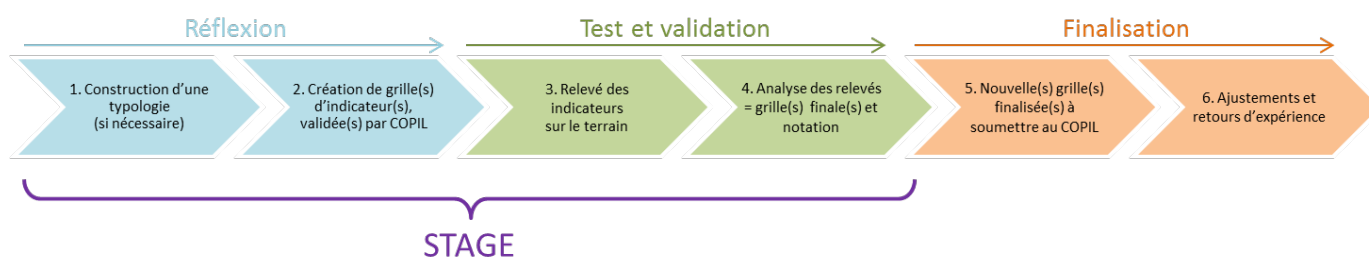 Réflexion
Test et validation
Finalisation
1. Construction d'une
typologie
(si nécessaire)
2. Création de grille(s)
d'indicateur(s),
validée(s) par COPIL
3. Relevé des
indicateurs
sur le terrain
4. Analyse des relevés
= grille(s) finale(s) et
notation
5. Nouvelle(s) grille(s)
finalisée(s) à
soumettre au COPIL
6. Ajustements et
retours d'expérience
STAGE